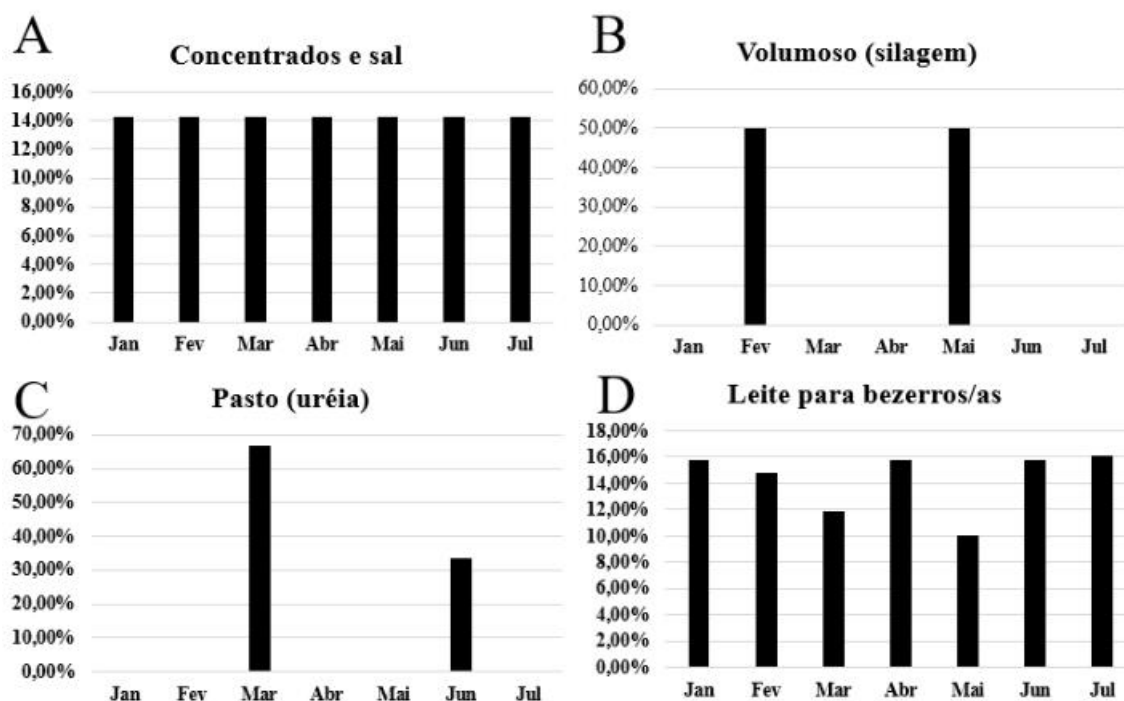 A
Concentrados e sal
16,00%
14,00%
12,00%
10,00%
8,00%
6,00%
4,00%
2,00%
0,00%
Jan Fev Mar Abr Mai Jun Jul
B
Volumoso (silagem)
60,00%
50,00%
40,00%
30,00%
20,00%
10,00%
0,00%
Jan Fev Mar Abr Mai Jun Jul
C
Pasto (uréia)
70,00%
60,00%
50,00%
40,00%
30,00%
20,00%
10,00%
0,00%
Jan Fev Mar Abr Mai Jun Jul
D
Leite para bezerros/as
18,00%
16,00%
14,00%
12,00%
10,00%
8,00%
6,00%
4,00%
2,00%
0,00%
Jan Fev Mar Abr Mai Jun Jul